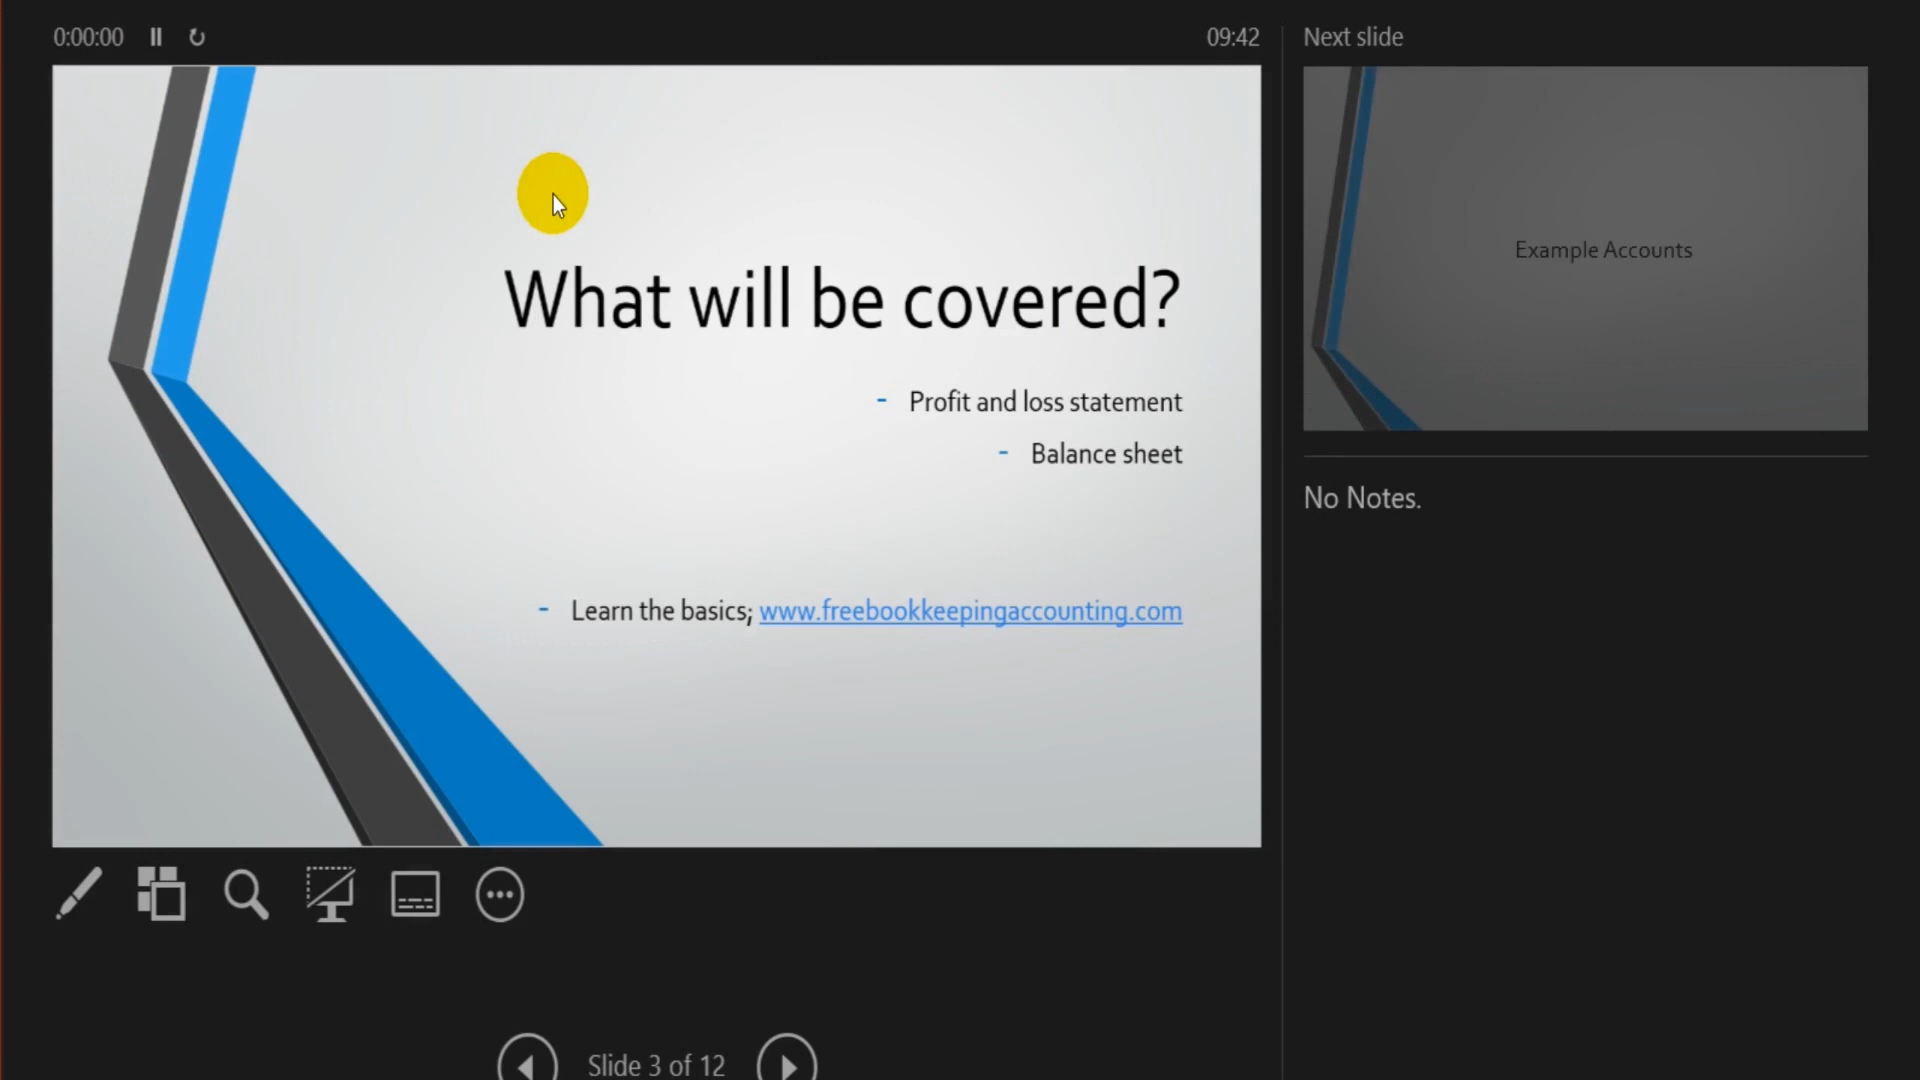 0:00:00
09:42
Next slide
What will be covered?
- Profit and loss statement
- Balance sheet
- Learn the basics; www.freebookkeepingaccounting.com
Example Accounts
No Notes.
Slide 3 of 12